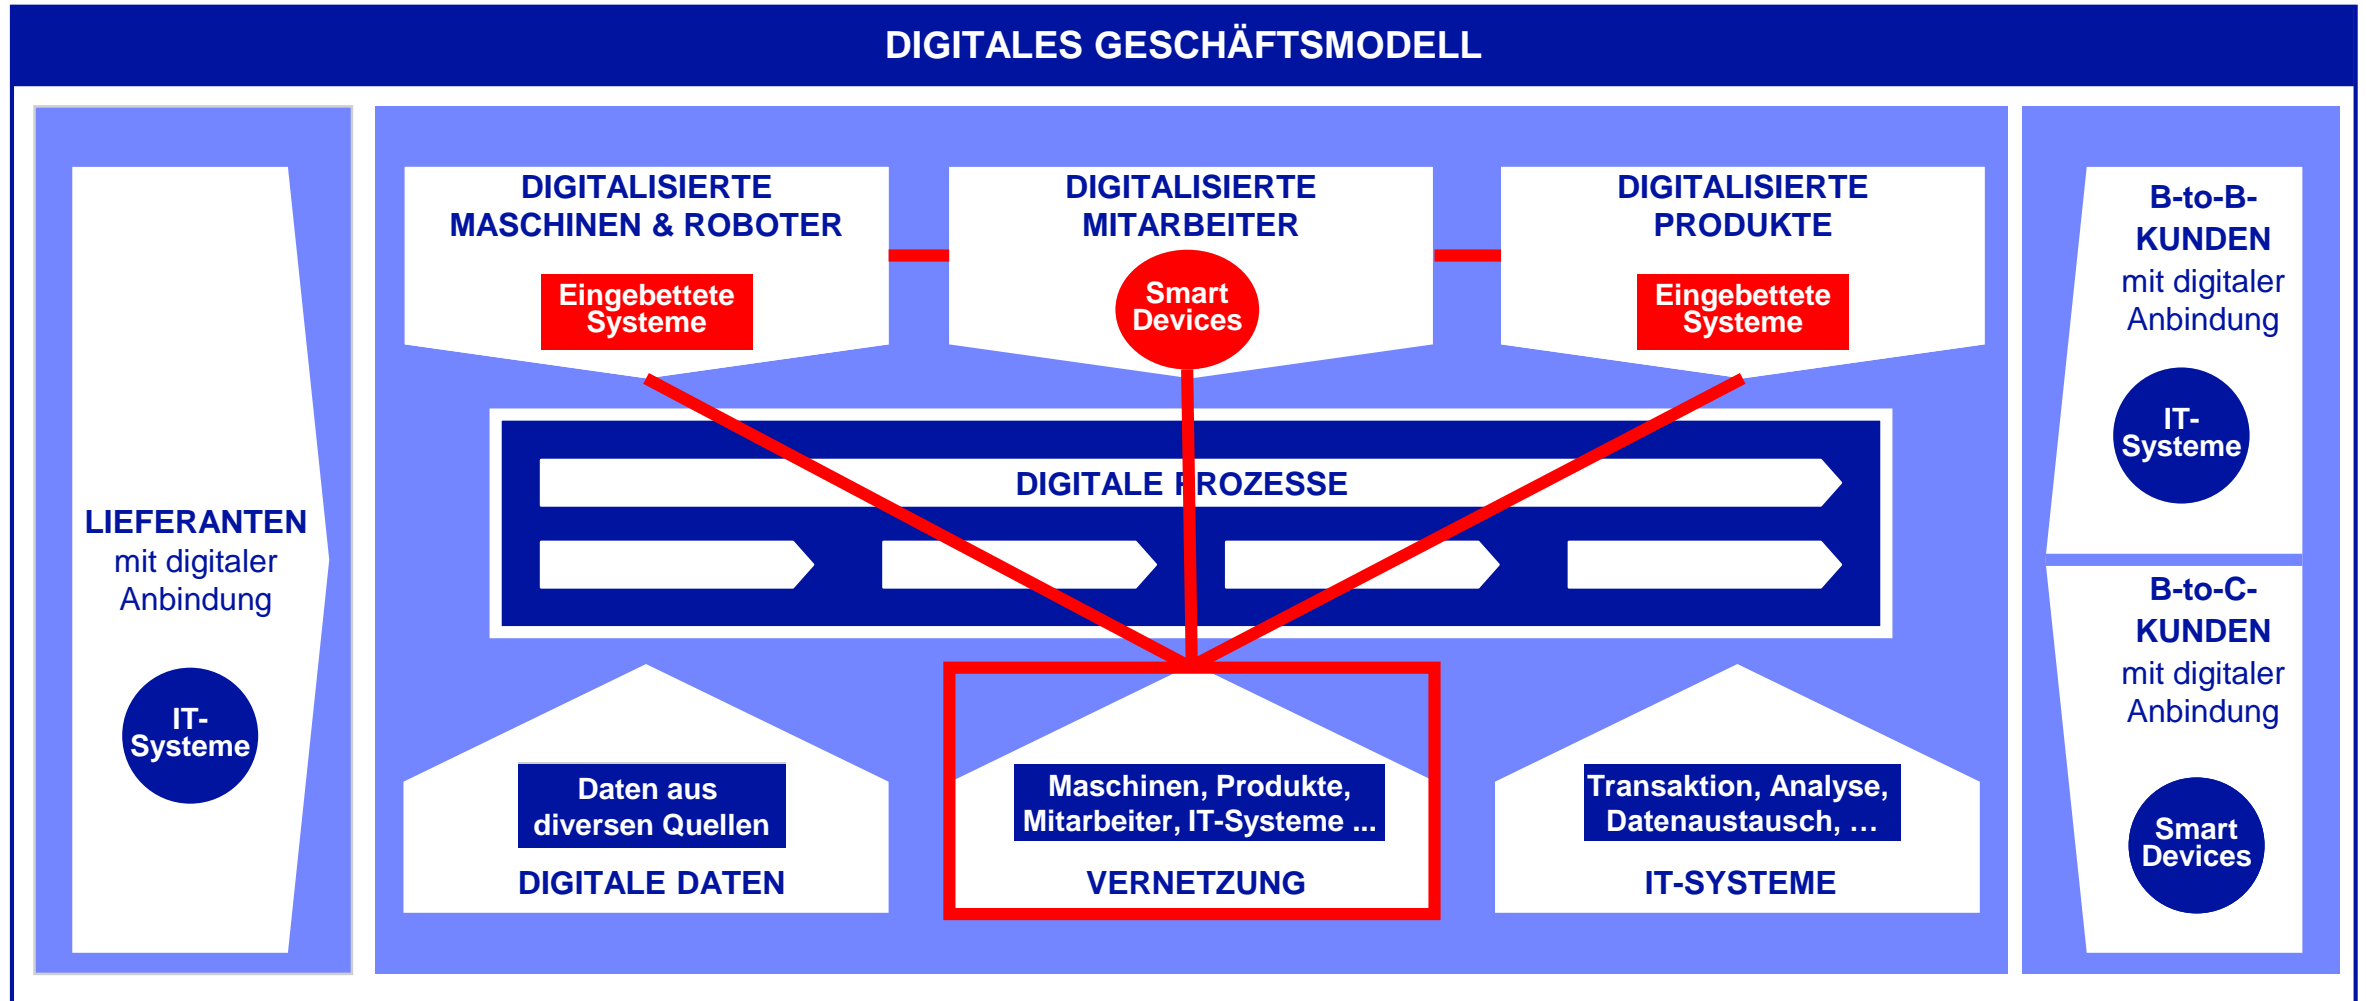 DIGITALES GESCHÄFTSMODELL
LIEFERANTEN
mit digitaler
Anbindung
IT-
Systeme
DIGITALISIERTE
MASCHINEN & ROBOTER
Eingebettete
Systeme
DIGITALISIERTE
MITARBEITER
Smart
Devices
DIGITALISIERTE
PRODUKTE
Eingebettete
Systeme
DIGITALE PROZESSE
Daten aus
diversen Quellen
DIGITALE DATEN
Maschinen, Produkte,
Mitarbeiter, IT-Systeme ...
VERNETZUNG
Transaktion, Analyse,
Datenaustausch, …
IT-SYSTEME
B-to-B-
KUNDEN
mit digitaler
Anbindung
IT-
Systeme
B-to-C-
KUNDEN
mit digitaler
Anbindung
Smart
Devices